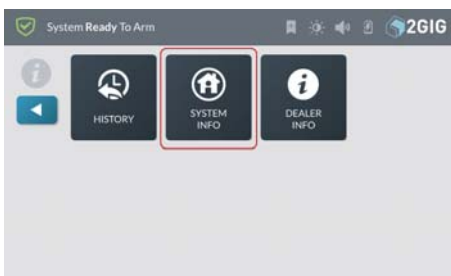 System Ready To Arm
2GIG
HISTORY
SYSTEM
INFO
DEALER
INFO